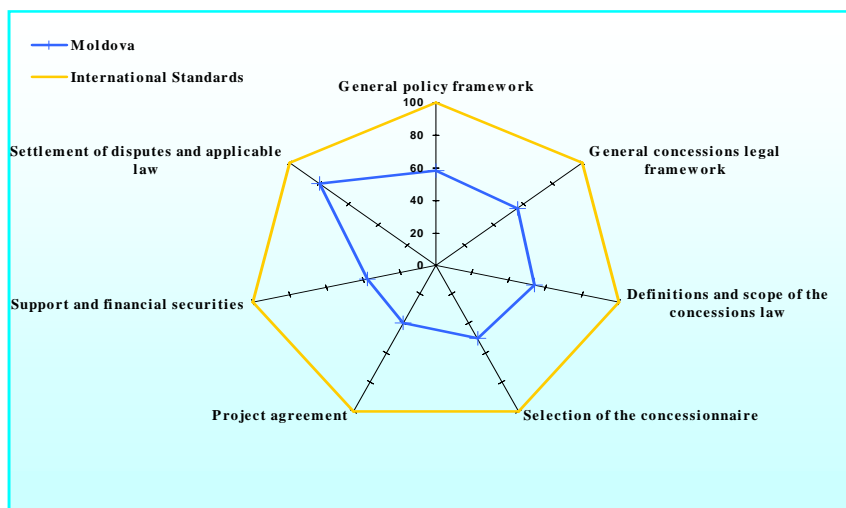 Moldova
International Standards
General policy framework
100
80
60
40
20
0
Settlement of disputes and applicable
law
General concessions legal
framework
Support and financial securities
Definitions and scope of the
concessions law
Project agreement
Selection of the concessionnaire